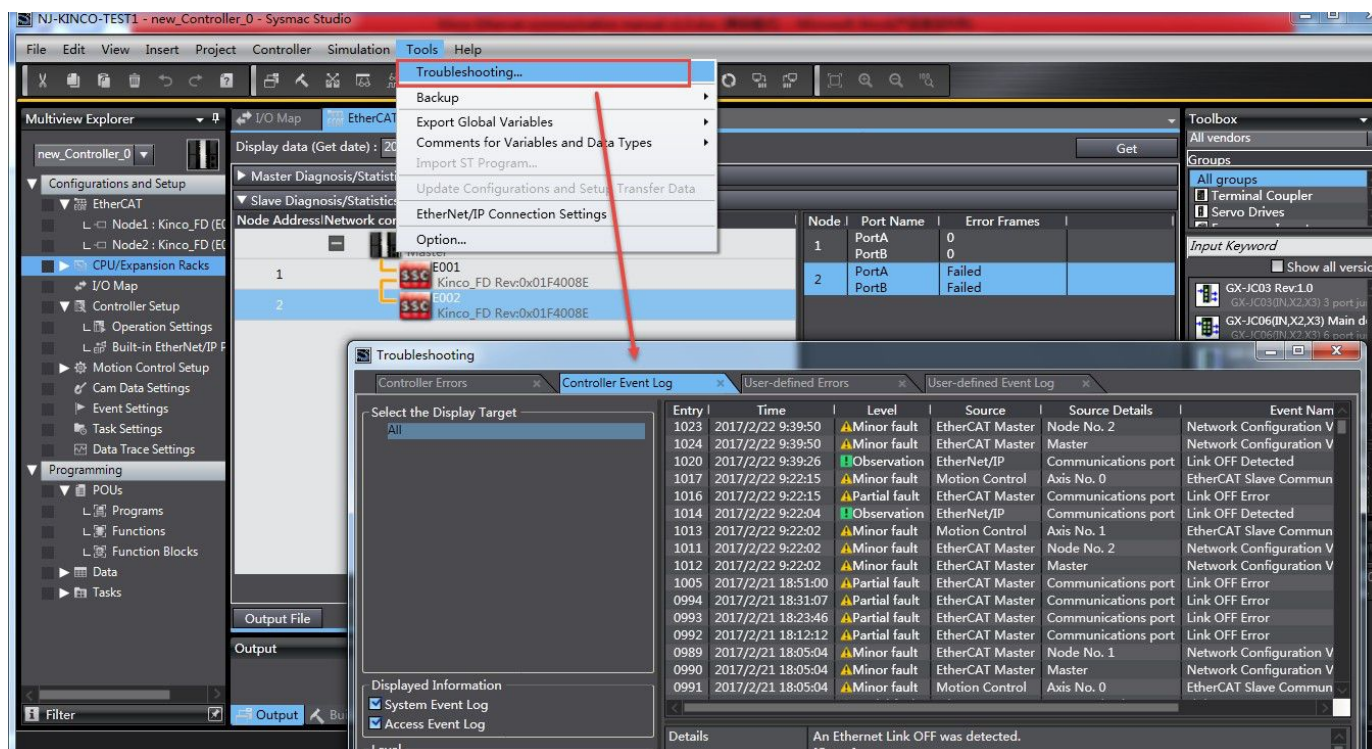 NJ-KINCO-TEST1 - new_Controller_0 - Sysmac Studio
File Edit View Insert Project Controller Simulation Tools Help
Troubleshooting...
Backup
Export Global Variables
Comments for Variables and Data Types
Import ST Program...
Update Configurations and Setup Transfer Data
EtherNet/IP Connection Settings
Option...
Multiview Explorer
new_Controller_0
Configurations and Setup
EtherCAT
Node1 : Kinco_FD (E
Node2 : Kinco_FD (E
CPU/Expansion Racks
I/O Map
Controller Setup
Operation Settings
Built-in EtherNet/IP P
Motion Control Setup
Cam Data Settings
Event Settings
Task Settings
Data Trace Settings
Programming
POUs
Programs
Functions
Function Blocks
Data
Tasks
Filter
I/O Map EtherCAT
Display data (Get date) : 20 Get
Master Diagnosis/Statisti
Slave Diagnosis/Statistics
Node Address Network con
Master
1 E001
Kinco_FD Rev:0x01F4008E
2 E002
Kinco_FD Rev:0x01F4008E
Node Port Name Error Frames
1 PortA 0
PortB 0
2 PortA Failed
PortB Failed
Output File
Output
Output Bu
Toolbox
All vendors
Groups
All groups
Terminal Coupler
Servo Drives
Input Keyword
Show all versio
GX-JC03 Rev:1.0
GX-JC03(IN,X2,X3) 3 port ju
GX-JC06(IN,X2,X3) Main d
GX-JC06(IN,X2,X3) 6 port ju
Troubleshooting
Controller Errors Controller Event Log User-defined Errors User-defined Event Log
Select the Display Target
All
Displayed Information
System Event Log
Access Event Log
Level
Entry Time Level Source Source Details Event Nam
1023 2017/2/22 9:39:50 Minor fault EtherCAT Master Node No. 2 Network Configuration V
1024 2017/2/22 9:39:50 Minor fault EtherCAT Master Master Network Configuration V
1020 2017/2/22 9:39:26 Observation EtherNet/IP Communications port Link OFF Detected
1017 2017/2/22 9:22:15 Minor fault Motion Control Axis No. 0 EtherCAT Slave Commun
1016 2017/2/22 9:22:15 Partial fault EtherCAT Master Communications port Link OFF Error
1014 2017/2/22 9:22:04 Observation EtherNet/IP Communications port Link OFF Detected
1013 2017/2/22 9:22:02 Minor fault Motion Control Axis No. 1 EtherCAT Slave Commun
1011 2017/2/22 9:22:02 Minor fault EtherCAT Master Node No. 2 Network Configuration V
1012 2017/2/22 9:22:02 Minor fault EtherCAT Master Master Network Configuration V
1005 2017/2/21 18:51:00 Partial fault EtherCAT Master Communications port Link OFF Error
0994 2017/2/21 18:31:07 Partial fault EtherCAT Master Communications port Link OFF Error
0993 2017/2/21 18:23:46 Partial fault EtherCAT Master Communications port Link OFF Error
0992 2017/2/21 18:12:12 Partial fault EtherCAT Master Communications port Link OFF Error
0989 2017/2/21 18:05:04 Minor fault EtherCAT Master Node No. 1 Network Configuration V
0990 2017/2/21 18:05:04 Minor fault EtherCAT Master Master Network Configuration V
0991 2017/2/21 18:05:04 Minor fault Motion Control Axis No. 0 EtherCAT Slave Commun
Details An Ethernet Link OFF was detected.